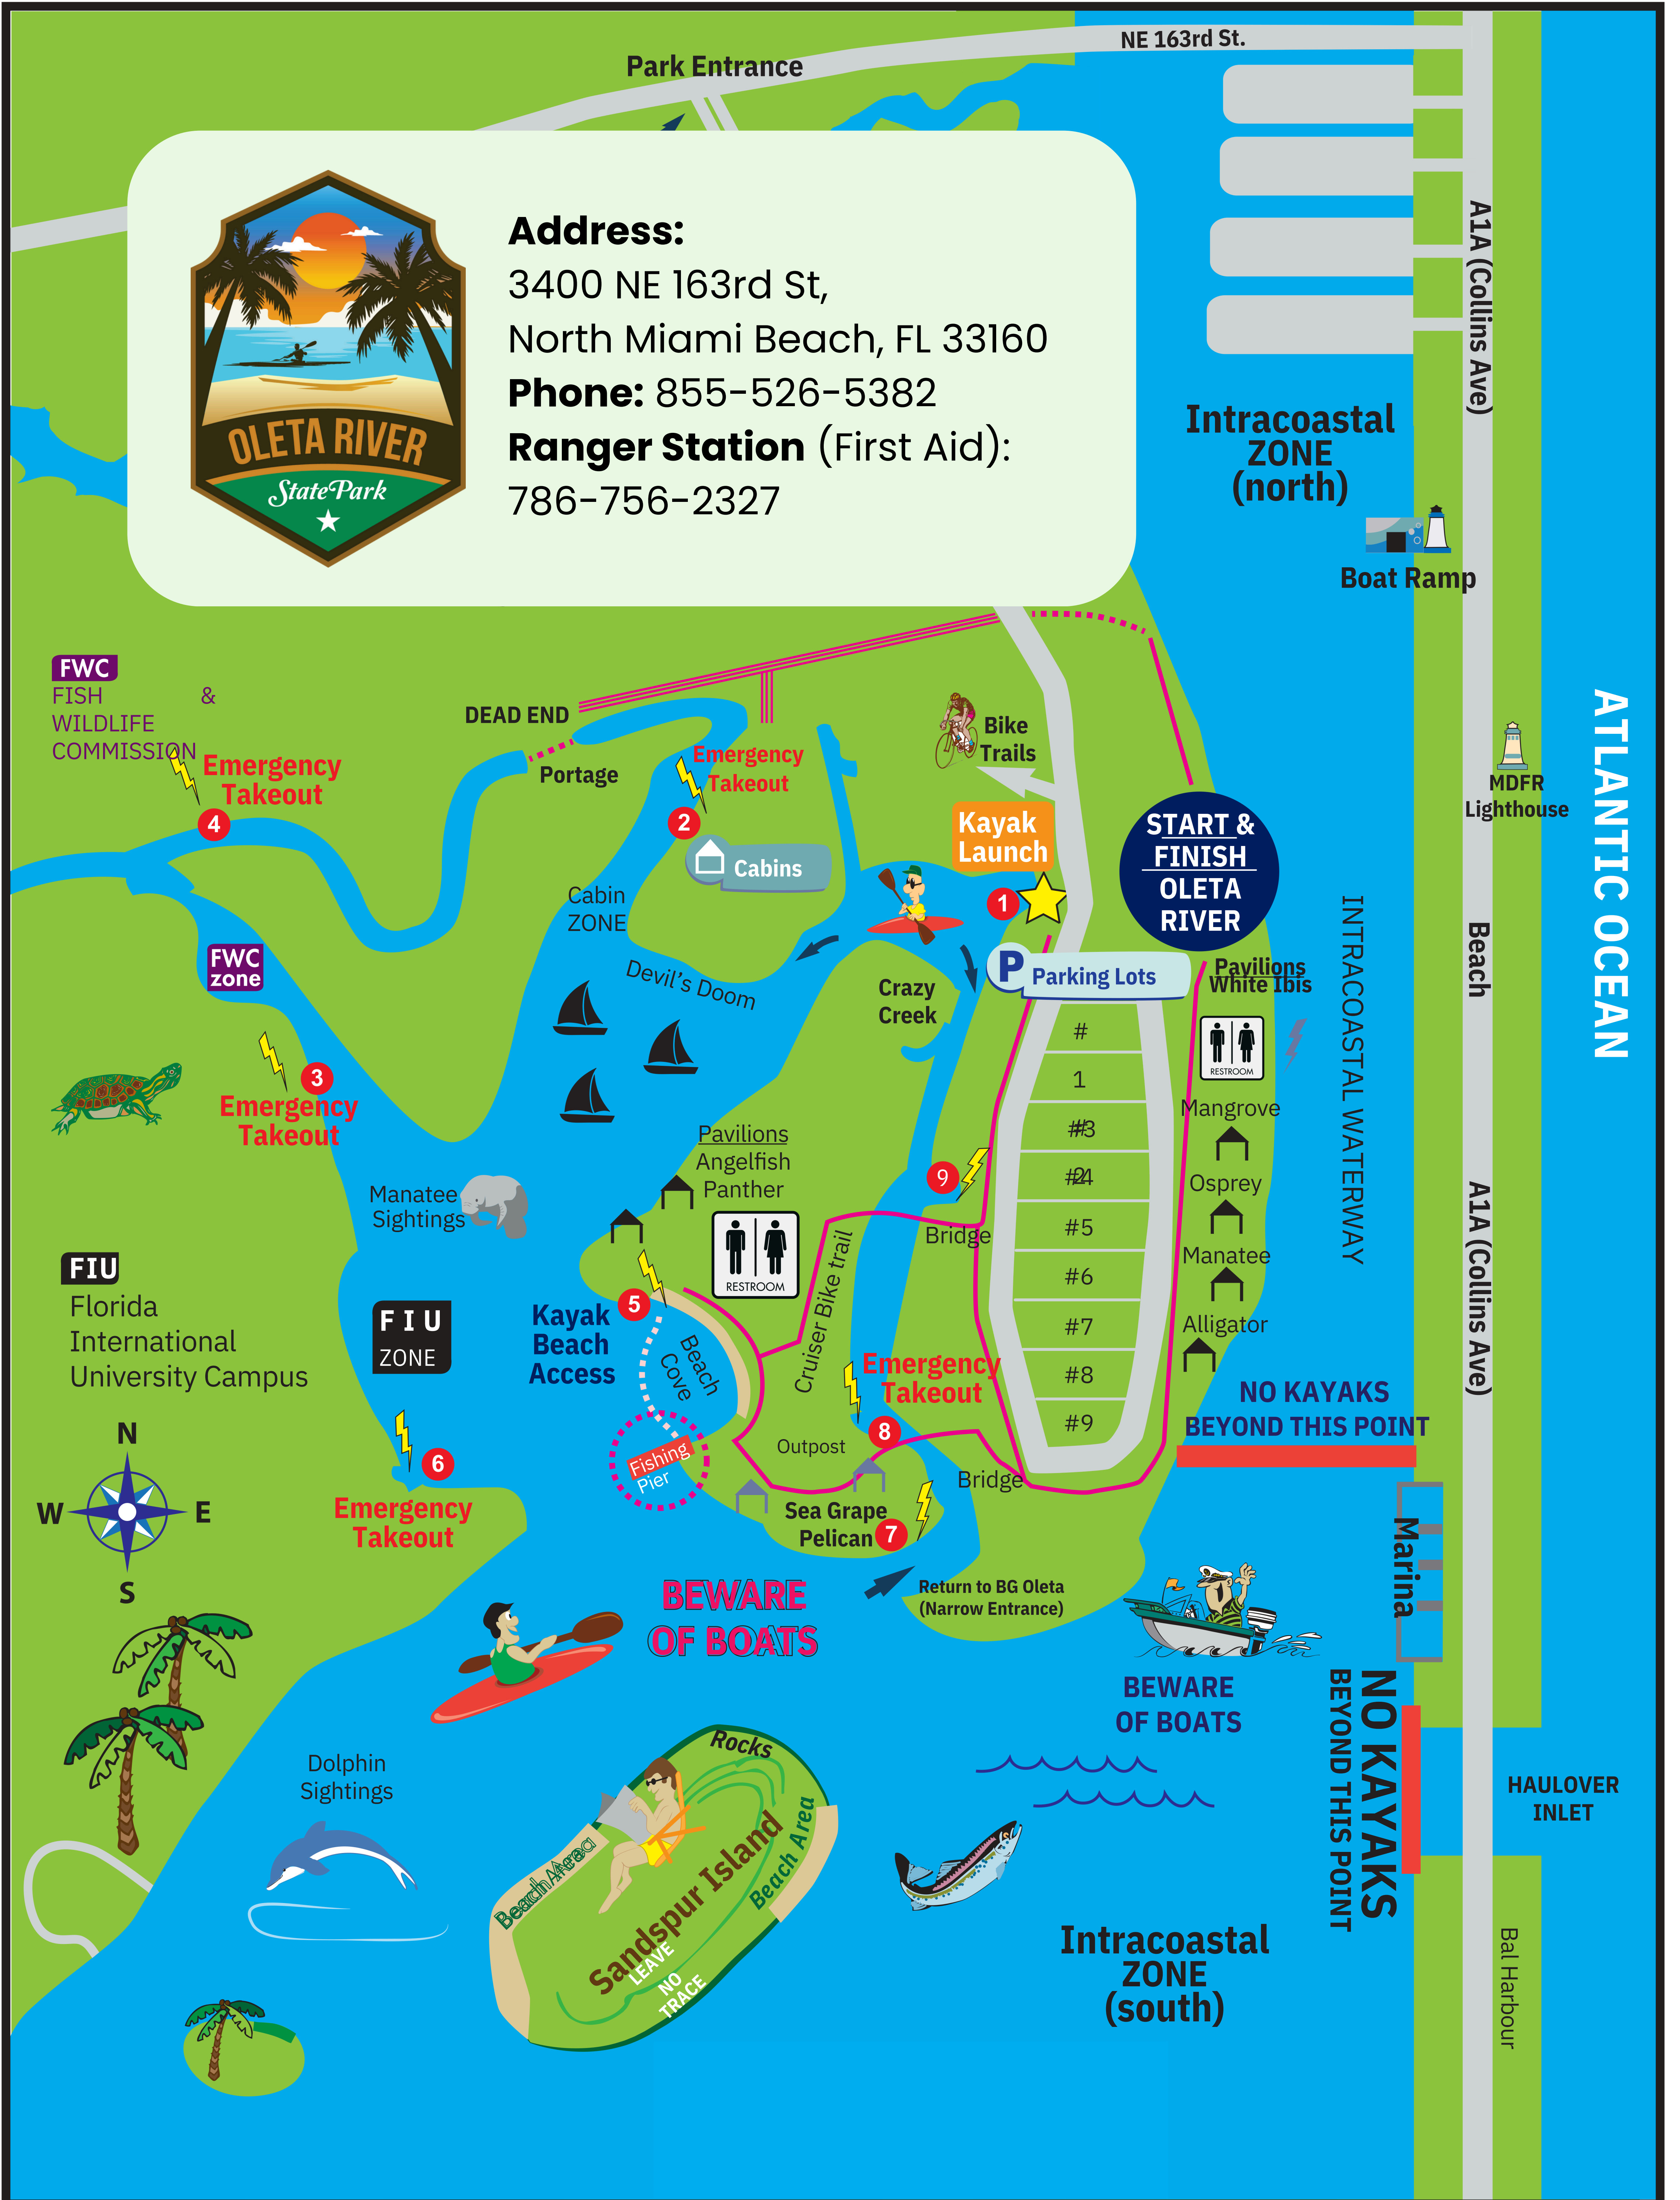 NE 163rd St.
Park Entrance
A1A (Collins Ave)
Address:
3400 NE 163rd St,
North Miami Beach, FL 33160
Phone: 855-526-5382
Ranger Station (First Aid):
786-756-2327
OLETA RIVER
State Park
Intracoastal
ZONE
(north)
Boat Ramp
FWC
FISH &
WILDLIFE
COMMISSION
DEAD END
Portage
Emergency
Takeout
4
Emergency
Takeout
2
Cabins
Bike
Trails
MDFR
Lighthouse
ATLANTIC OCEAN
Kayak
Launch
1
START &
FINISH
OLETA
RIVER
Cabin
ZONE
Devil's Doom
FWC
zone
Crazy
Creek
P Parking Lots
Pavilions
White Ibis
RESTROOM
INTRACOASTAL WATERWAY
Beach
3
Emergency
Takeout
#
1
#3
#
#4
2
#5
#6
#7
#8
#9
Mangrove
Osprey
Manatee
Alligator
Pavilions
Angelfish
Panther
RESTROOM
Manatee
Sightings
9
Bridge
A1A (Collins Ave)
FIU
Florida
International
University Campus
FIU
ZONE
Kayak
Beach
Access
5
Beach
Cove
Cruiser Bike trail
Emergency
Takeout
8
NO KAYAKS
BEYOND THIS POINT
N
W
E
S
6
Emergency
Takeout
Fishing
Pier
Outpost
Bridge
Sea Grape
Pelican
7
Marina
BEWARE
OF BOATS
Return to BG Oleta
(Narrow Entrance)
BEWARE
OF BOATS
NO KAYAKS
BEYOND THIS POINT
HAULOVER
INLET
Dolphin
Sightings
Rocks
Beach Area
Beach Area
Sandspur Island
LEAVE
NO
TRACE
Intracoastal
ZONE
(south)
Bal Harbour